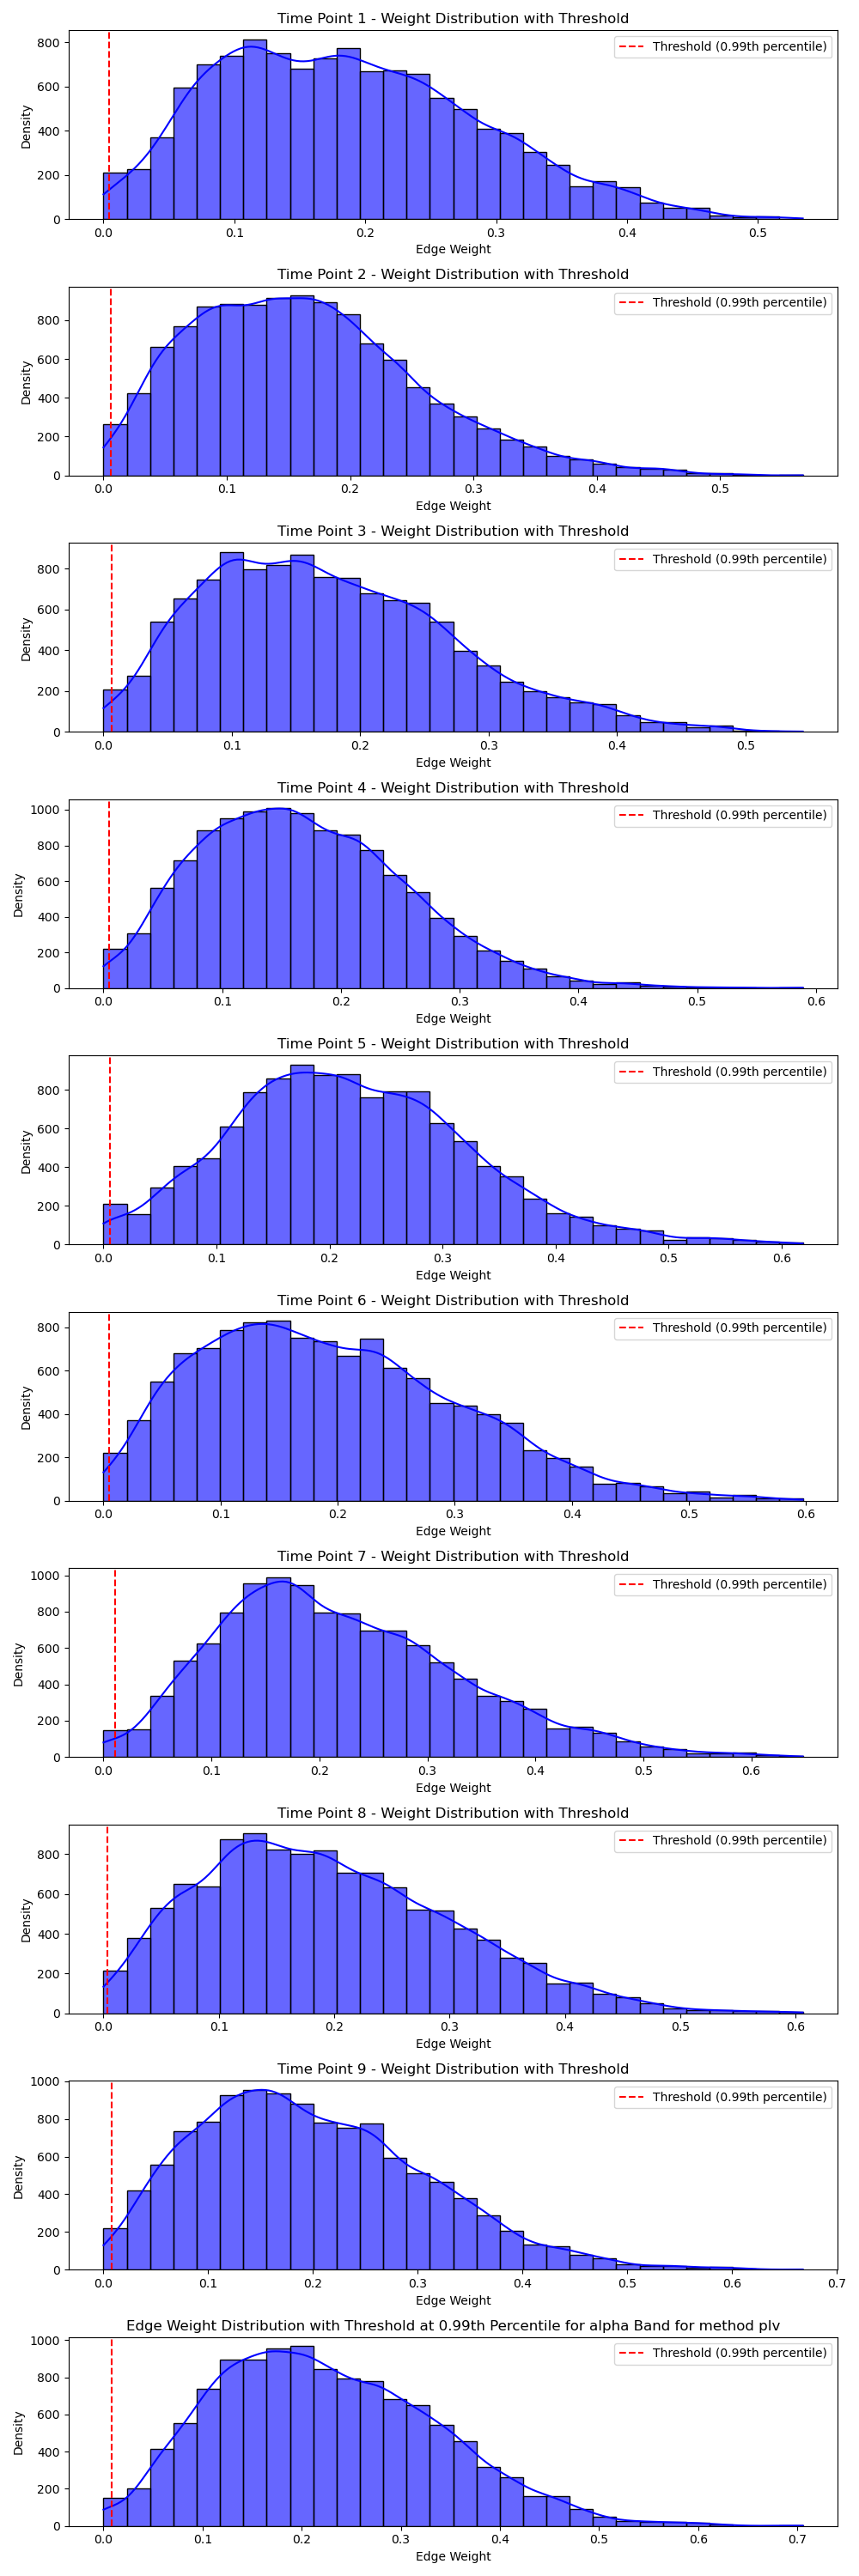 Time Point 1 - Weight Distribution with Threshold
Threshold (0.99th percentile)
Density
800
600
400
200
0
0.0 0.1 0.2 0.3 0.4 0.5
Edge Weight
Time Point 2 - Weight Distribution with Threshold
Threshold (0.99th percentile)
Density
800
600
400
200
0
0.0 0.1 0.2 0.3 0.4 0.5
Edge Weight
Time Point 3 - Weight Distribution with Threshold
Threshold (0.99th percentile)
Density
800
600
400
200
0
0.0 0.1 0.2 0.3 0.4 0.5
Edge Weight
Time Point 4 - Weight Distribution with Threshold
Threshold (0.99th percentile)
Density
1000
800
600
400
200
0
0.0 0.1 0.2 0.3 0.4 0.5 0.6
Edge Weight
Time Point 5 - Weight Distribution with Threshold
Threshold (0.99th percentile)
Density
800
600
400
200
0
0.0 0.1 0.2 0.3 0.4 0.5 0.6
Edge Weight
Time Point 6 - Weight Distribution with Threshold
Threshold (0.99th percentile)
Density
800
600
400
200
0
0.0 0.1 0.2 0.3 0.4 0.5 0.6
Edge Weight
Time Point 7 - Weight Distribution with Threshold
Threshold (0.99th percentile)
Density
1000
800
600
400
200
0
0.0 0.1 0.2 0.3 0.4 0.5 0.6
Edge Weight
Time Point 8 - Weight Distribution with Threshold
Threshold (0.99th percentile)
Density
800
600
400
200
0
0.0 0.1 0.2 0.3 0.4 0.5 0.6
Edge Weight
Time Point 9 - Weight Distribution with Threshold
Threshold (0.99th percentile)
Density
1000
800
600
400
200
0
0.0 0.1 0.2 0.3 0.4 0.5 0.6 0.7
Edge Weight
Edge Weight Distribution with Threshold at 0.99th Percentile for alpha Band for method plv
Threshold (0.99th percentile)
Density
1000
800
600
400
200
0
0.0 0.1 0.2 0.3 0.4 0.5 0.6 0.7
Edge Weight